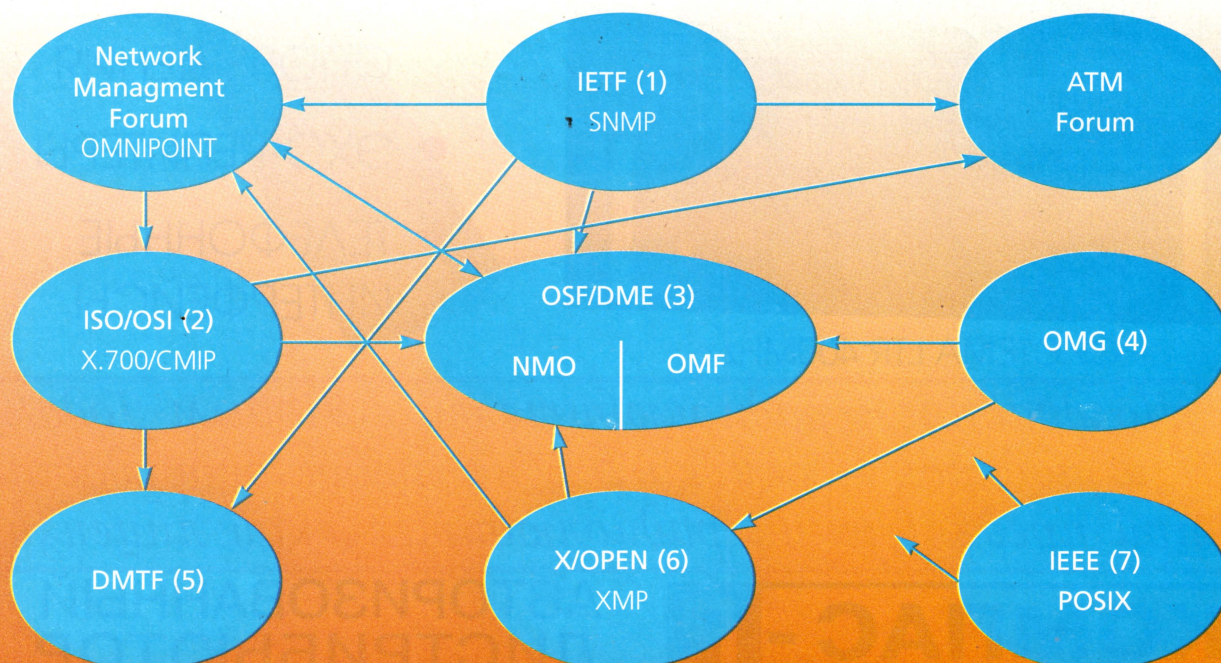 Network
Managment
Forum
OMNIPOINT
IETF (1)
SNMP
ATM
Forum
ISO/OSI (2)
X.700/CMIP
OSF/DME (3)
NMO
OMF
OMG (4)
DMTF (5)
X/OPEN (6)
XMP
IEEE (7)
POSIX